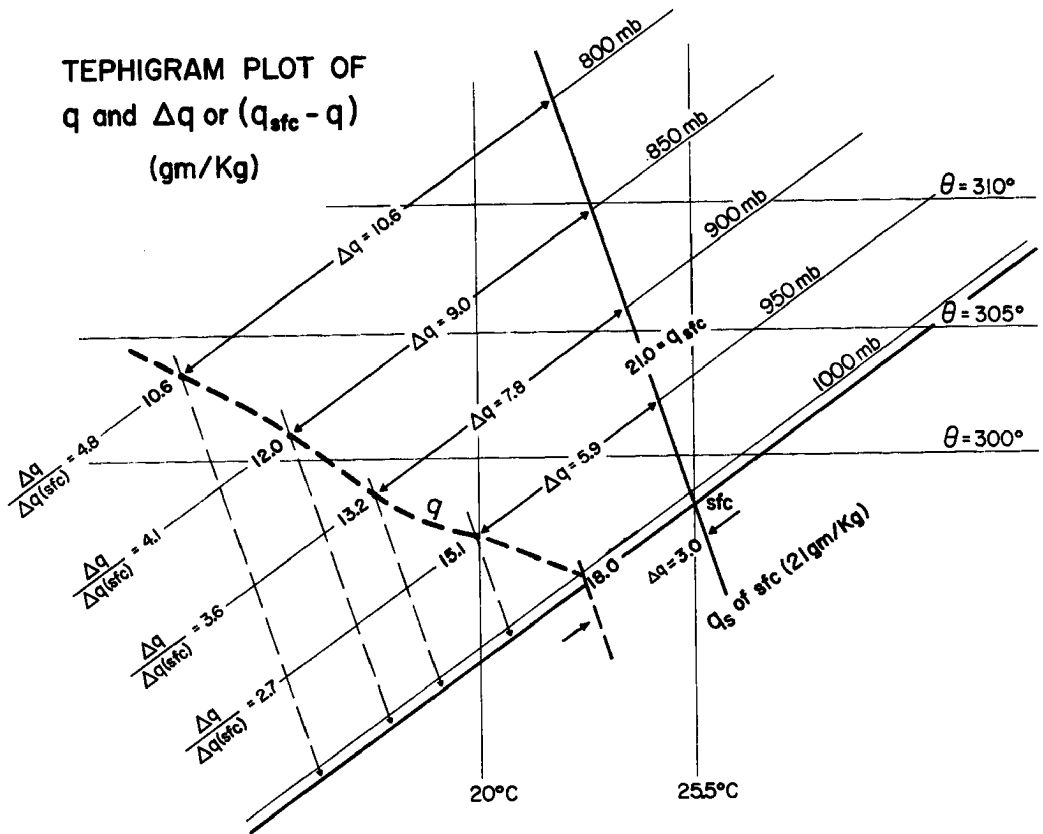 TEPHIGRAM PLOT OF
q and Δq or (q_sfc - q)
(gm/Kg)
800 mb
850 mb
900 mb
950 mb
1000 mb
θ = 310°
θ = 305°
θ = 300°
Δq = 10.6
Δq = 9.0
Δq = 7.8
Δq = 5.9
Δq = 3.0
21.0 = q_sfc
sfc
q_s of sfc (21gm/Kg)
q
10.6
12.0
13.2
15.1
18.0
Δq/Δq(sfc) = 4.8
Δq/Δq(sfc) = 4.1
Δq/Δq(sfc) = 3.6
Δq/Δq(sfc) = 2.7
20°C
25.5°C